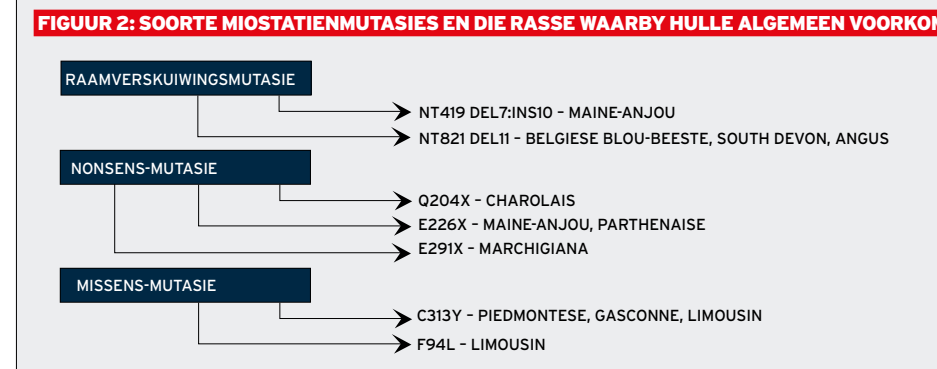 FIGUUR 2: SOORTE MIOSTATIENMUTASIES EN DIE RASSE WAARBY HULLE ALGEMEEN
RAAMVERSKUIWINGSMUTASIE
NT419 DEL7:INS10 – MAINE-ANJOU
NT821 DEL11 – BELGIESE BLOU-BEESTE, SOUTH DEVON, ANGUS
NONSENS-MUTASIE
Q204X – CHAROLAIS
E226X – MAINE-ANJOU, PARTHENAISE
E291X – MARCHIGIANA
MISSENS-MUTASIE
C313Y – PIEDMONTESE, GASCONNE, LIMOUSIN
F94L – LIMOUSIN